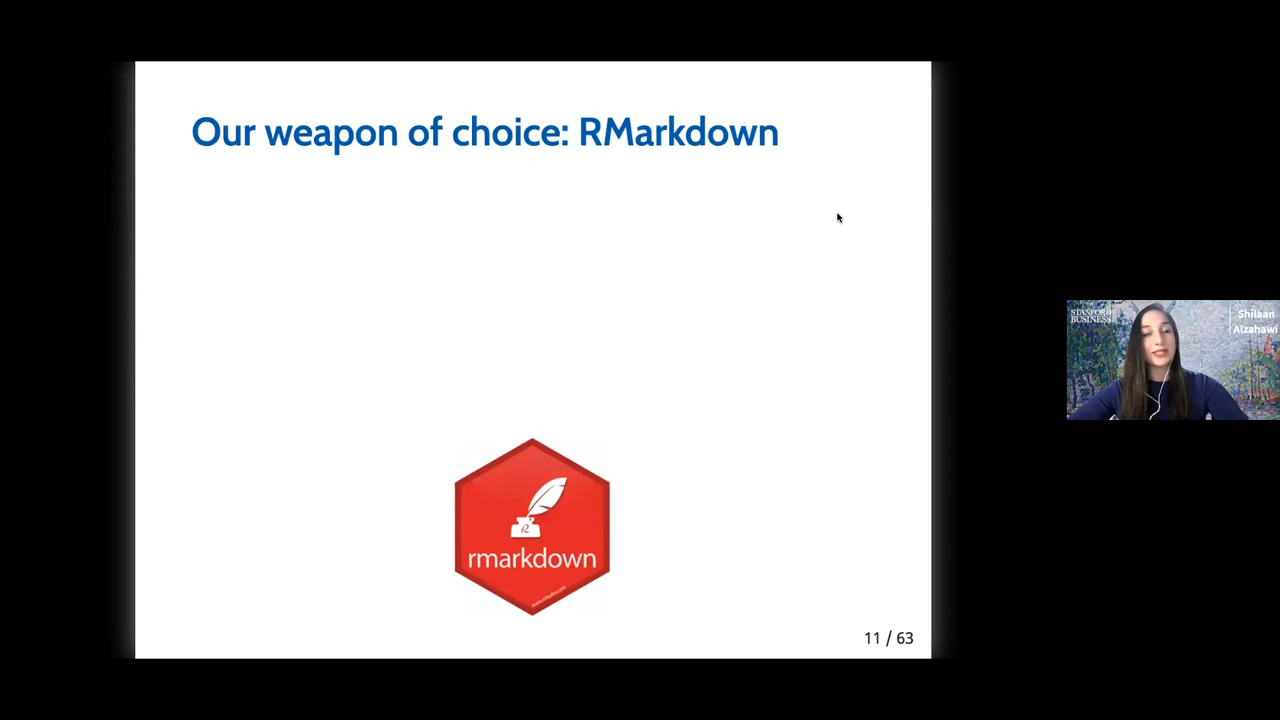 Our weapon of choice: RMarkdown
STANFORD
BUSINESS
Shilaan
Alzahawi
R
rmarkdown
11 / 63